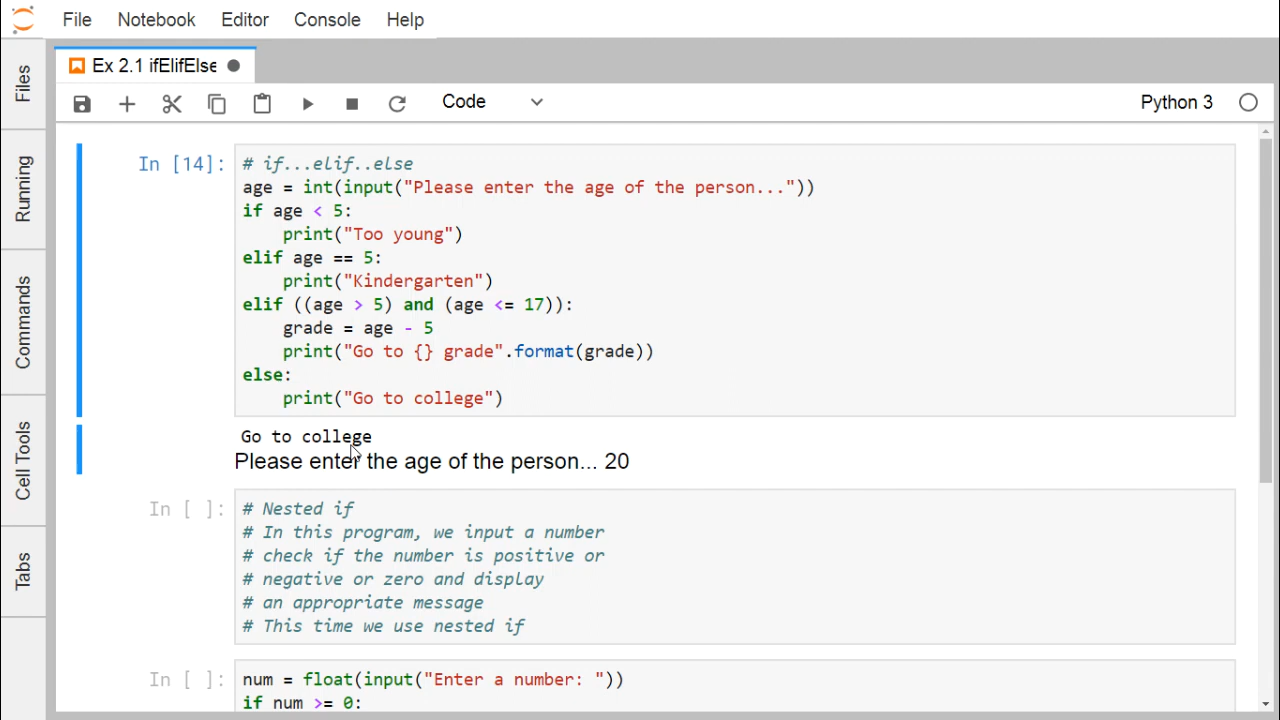 File Notebook Editor Console Help
Ex 2.1 ifElifElse
Code
Python 3
Files
Running
Commands
Cell Tools
Tabs
In [14]:
# if...elif..else
age = int(input("Please enter the age of the person..."))
if age < 5:
    print("Too young")
elif age == 5:
    print("Kindergarten")
elif ((age > 5) and (age <= 17)):
    grade = age - 5
    print("Go to {} grade".format(grade))
else:
    print("Go to college")
Go to college
Please enter the age of the person... 20
In [ ]:
# Nested if
# In this program, we input a number
# check if the number is positive or
# negative or zero and display
# an appropriate message
# This time we use nested if
In [ ]:
num = float(input("Enter a number: "))
if num >= 0: